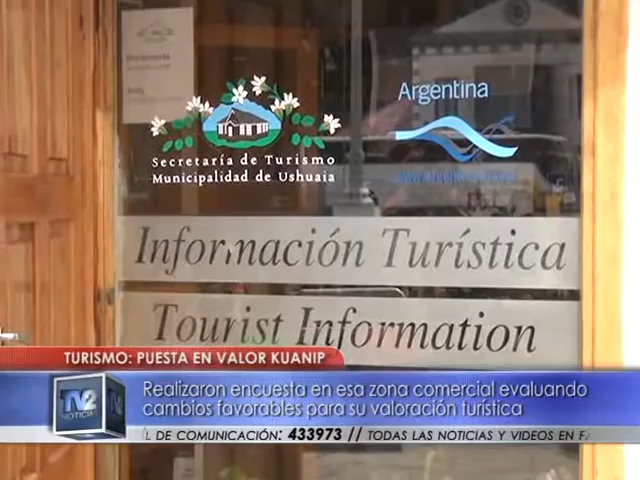 Argentina
Secretaría de Turismo
Municipalidad de Ushuaia
Información Turística
Tourist Information
TURISMO: PUESTA EN VALOR KUANIP
Realizaron encuesta en esa zona comercial evaluando
cambios favorables para su valoración turística
TV2
NOTICIAS
L DE COMUNICACIÓN: 433973 // TODAS LAS NOTICIAS Y VIDEOS EN FA